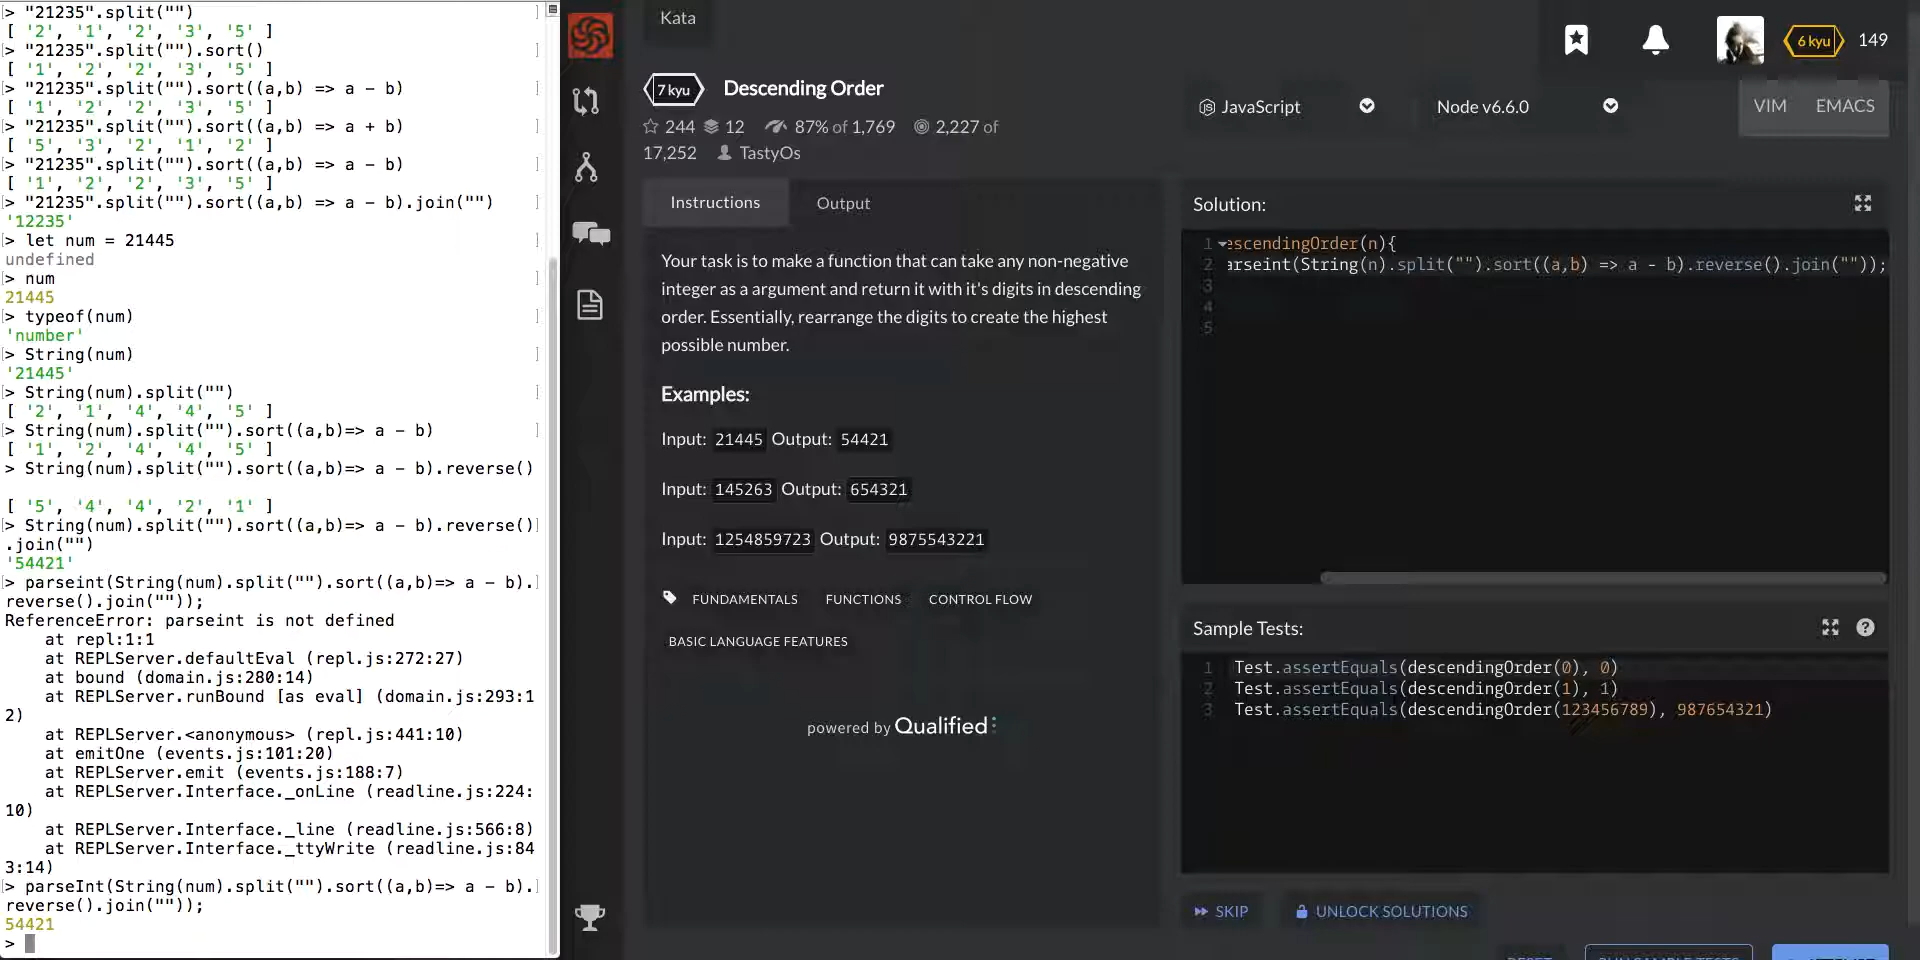 > "21235".split("")
[ '2', '1', '2', '3', '5' ]
> "21235".split("").sort()
[ '1', '2', '2', '3', '5' ]
> "21235".split("").sort((a,b) => a - b)
[ '1', '2', '2', '3', '5' ]
> "21235".split("").sort((a,b) => a + b)
[ '5', '3', '2', '1', '2' ]
> "21235".split("").sort((a,b) => a - b)
[ '1', '2', '2', '3', '5' ]
> "21235".split("").sort((a,b) => a - b).join("")
'12235'
> let num = 21445
undefined
> num
21445
> typeof(num)
'number'
> String(num)
'21445'
> String(num).split("")
[ '2', '1', '4', '4', '5' ]
> String(num).split("").sort((a,b)=> a - b)
[ '1', '2', '4', '4', '5' ]
> String(num).split("").sort((a,b)=> a - b).reverse()
[ '5', '4', '4', '2', '1' ]
> String(num).split("").sort((a,b)=> a - b).reverse()
.join("")
'54421'
> parseint(String(num).split("").sort((a,b)=> a - b).
reverse().join(""));
ReferenceError: parseint is not defined
at repl:1:1
at REPLServer.defaultEval (repl.js:272:27)
at bound (domain.js:280:14)
at REPLServer.runBound [as eval] (domain.js:293:1
2)
at REPLServer.<anonymous> (repl.js:441:10)
at emitOne (events.js:101:20)
at REPLServer.emit (events.js:188:7)
at REPLServer.Interface._onLine (readline.js:224:
10)
at REPLServer.Interface._line (readline.js:566:8)
at REPLServer.Interface._ttyWrite (readline.js:84
3:14)
> parseInt(String(num).split("").sort((a,b)=> a - b).
reverse().join(""));
54421
>
Kata
6 kyu 149
7 kyu Descending Order
244 12 87% of 1,769 2,227 of
17,252 TastyOs
JavaScript
Node v6.6.0
VIM EMACS
Instructions Output
Your task is to make a function that can take any non-negative
integer as a argument and return it with it's digits in descending
order. Essentially, rearrange the digits to create the highest
possible number.
Examples:
Input: 21445 Output: 54421
Input: 145263 Output: 654321
Input: 1254859723 Output: 9875543221
FUNDAMENTALS FUNCTIONS CONTROL FLOW
BASIC LANGUAGE FEATURES
powered by Qualified
Solution:
1 escendingOrder(n){
2 arseint(String(n).split("").sort((a,b) => a - b).reverse().join(""));
3
4
5
Sample Tests:
1 Test.assertEquals(descendingOrder(0), 0)
2 Test.assertEquals(descendingOrder(1), 1)
3 Test.assertEquals(descendingOrder(123456789), 987654321)
SKIP UNLOCK SOLUTIONS